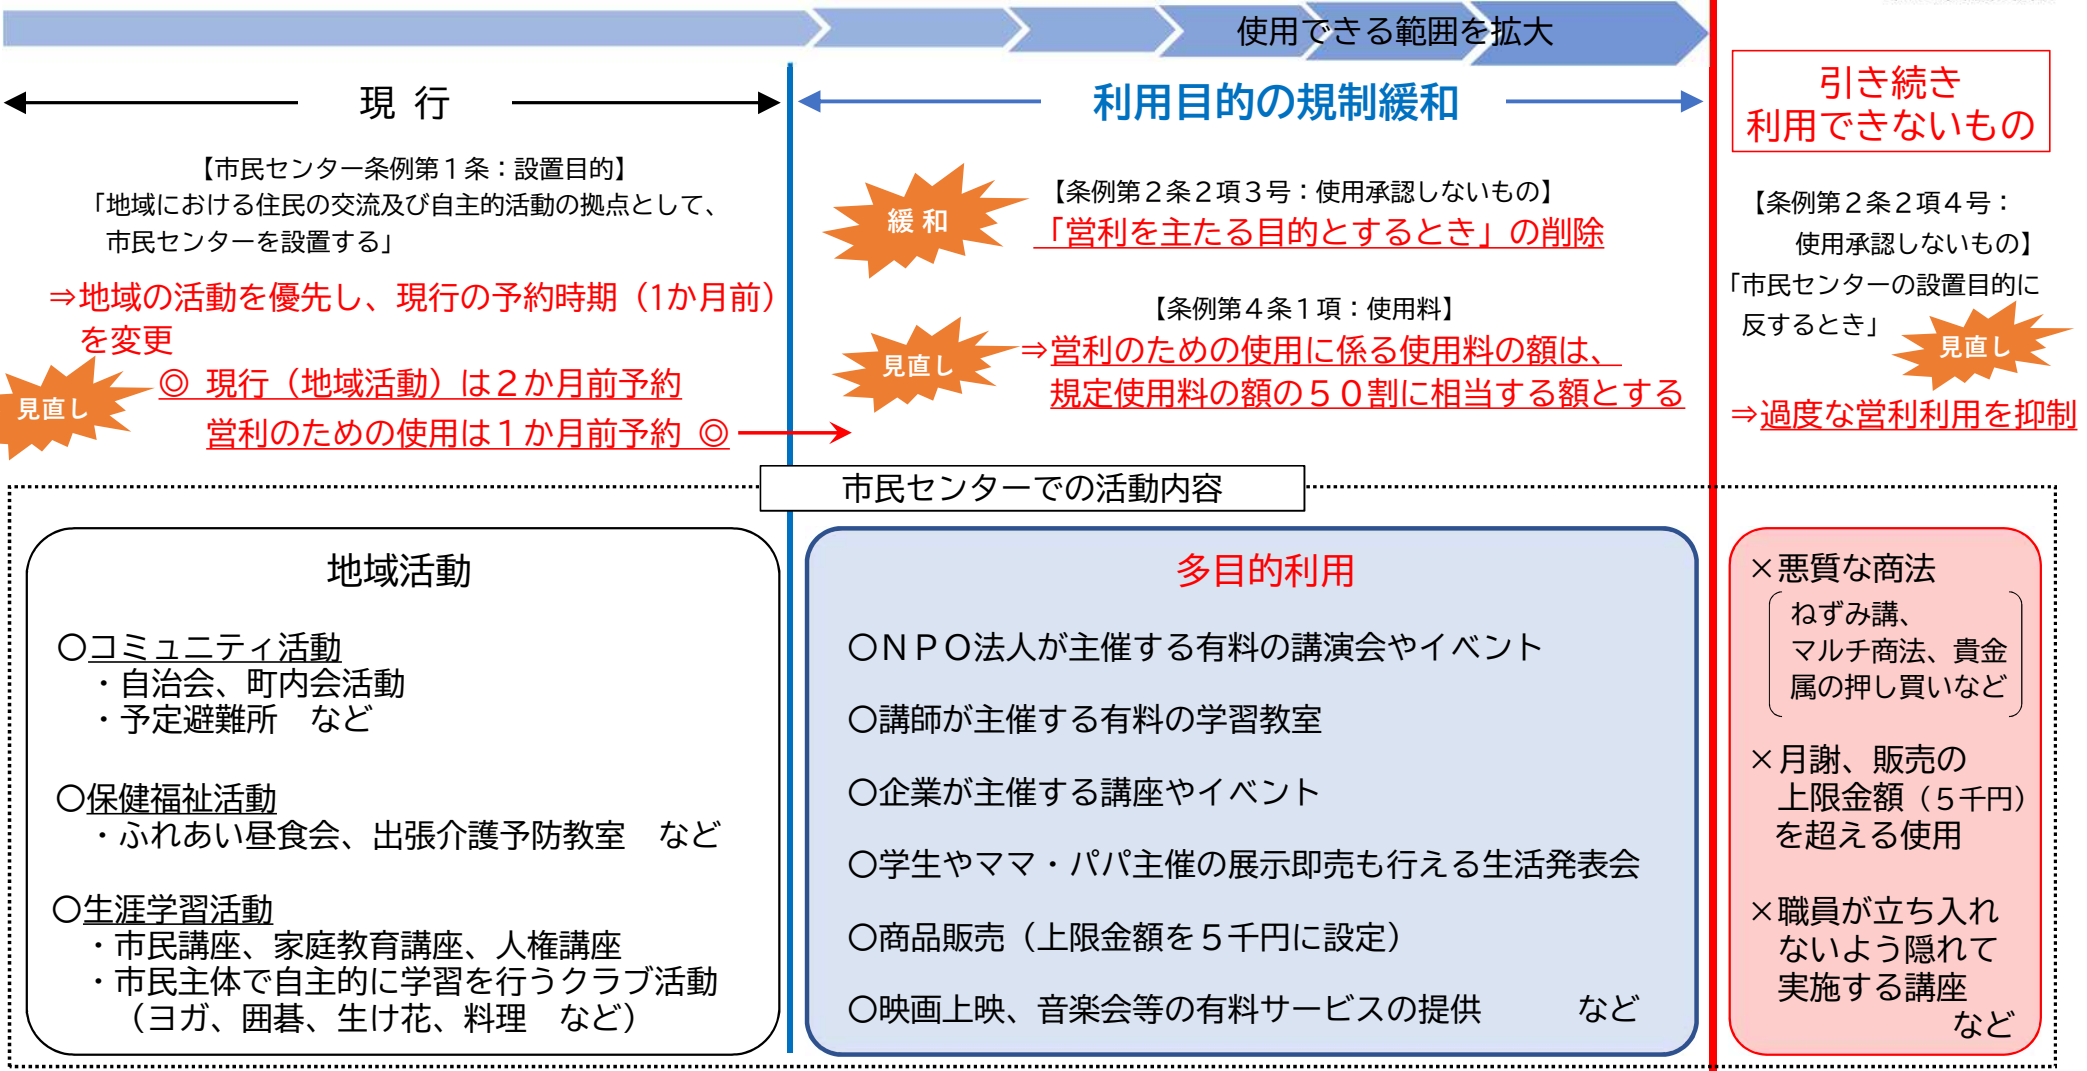 使用できる範囲を拡大
現 行
【市民センター条例第１条：設置目的】
「地域における住民の交流及び自主的活動の拠点として、
市民センターを設置する」
⇒地域の活動を優先し、現行の予約時期（1か月前）
を変更
見直し
◎ 現行（地域活動）は２か月前予約
営利のための使用は１か月前予約 ◎
利用目的の規制緩和
緩 和
【条例第２条２項３号：使用承認しないもの】
「営利を主たる目的とするとき」の削除
【条例第４条１項：使用料】
見直し
⇒営利のための使用に係る使用料の額は、
規定使用料の額の５０割に相当する額とする
引き続き
利用できないもの
【条例第２条２項４号：
使用承認しないもの】
「市民センターの設置目的に
反するとき」
見直し
⇒過度な営利利用を抑制
市民センターでの活動内容
地域活動
〇コミュニティ活動
・自治会、町内会活動
・予定避難所　など
〇保健福祉活動
・ふれあい昼食会、出張介護予防教室　など
〇生涯学習活動
・市民講座、家庭教育講座、人権講座
・市民主体で自主的に学習を行うクラブ活動
（ヨガ、囲碁、生け花、料理　など）
多目的利用
〇ＮＰＯ法人が主催する有料の講演会やイベント
〇講師が主催する有料の学習教室
〇企業が主催する講座やイベント
〇学生やママ・パパ主催の展示即売も行える生活発表会
〇商品販売（上限金額を５千円に設定）
〇映画上映、音楽会等の有料サービスの提供　　　など
×悪質な商法
ねずみ講、
マルチ商法、貴金
属の押し買いなど
×月謝、販売の
上限金額（５千円）
を超える使用
×職員が立ち入れ
ないよう隠れて
実施する講座
など